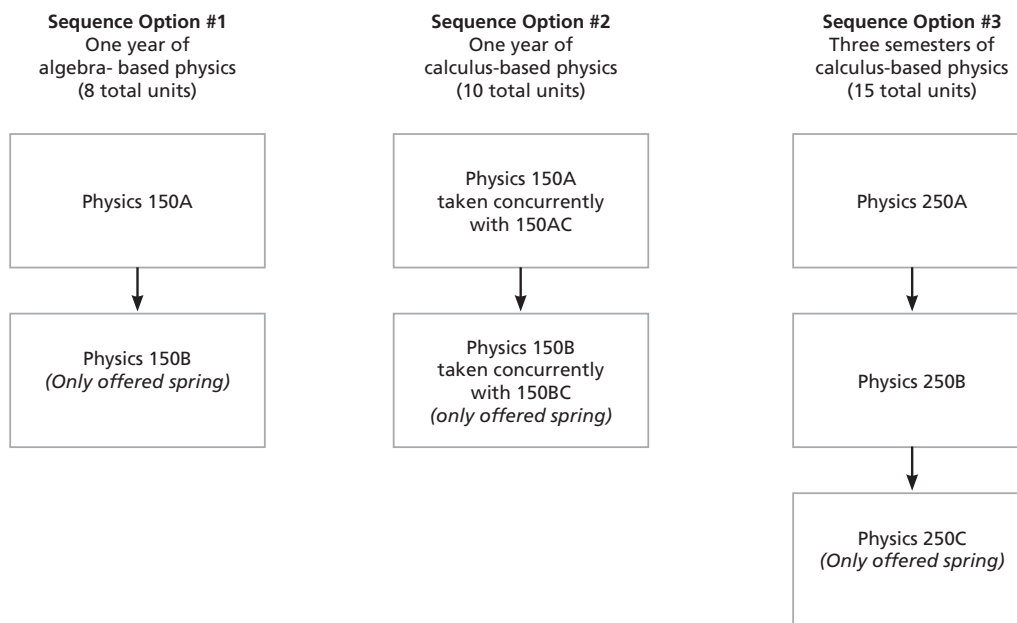 Sequence Option #1
One year of
algebra- based physics
(8 total units)
Physics 150A
Physics 150B
(Only offered spring)
Sequence Option #2
One year of
calculus-based physics
(10 total units)
Physics 150A
taken concurrently
with 150AC
Physics 150B
taken concurrently
with 150BC
(only offered spring)
Sequence Option #3
Three semesters of
calculus-based physics
(15 total units)
Physics 250A
Physics 250B
Physics 250C
(Only offered spring)